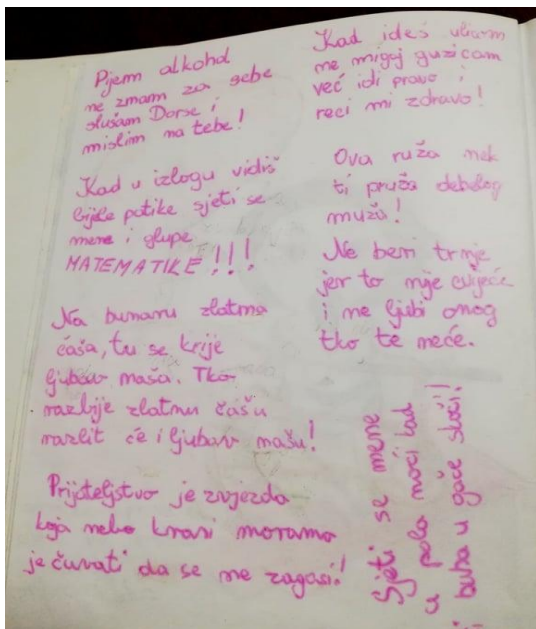 Pijem alkohol
ne znam za sebe
slušam Dorse i
mislim na tebe!
Kad u izlogu vidiš
bijele patike sjeti se
mene i glupe
MATEMATIKE!!!
Na bunaru zlatna
čaša, tu se krije
ljubav naša. Tko
razbije zlatnu čašu
razlit će i ljubav našu!
Prijateljstvo je zvjezda
koja nebo krasi moramo
je čuvati da se ne zagasi!
Kad ideš ulicom
ne migaj guzicam
već idi pravo i
reci mi zdravo!
Ova ruža nek
ti pruža debelog
muža!
Ne beri trnje
jer to nije cvijeće
i ne ljubi onog
tko te neće.
Sjeti se mene
u pola noći kad
buha u gaće skoči!